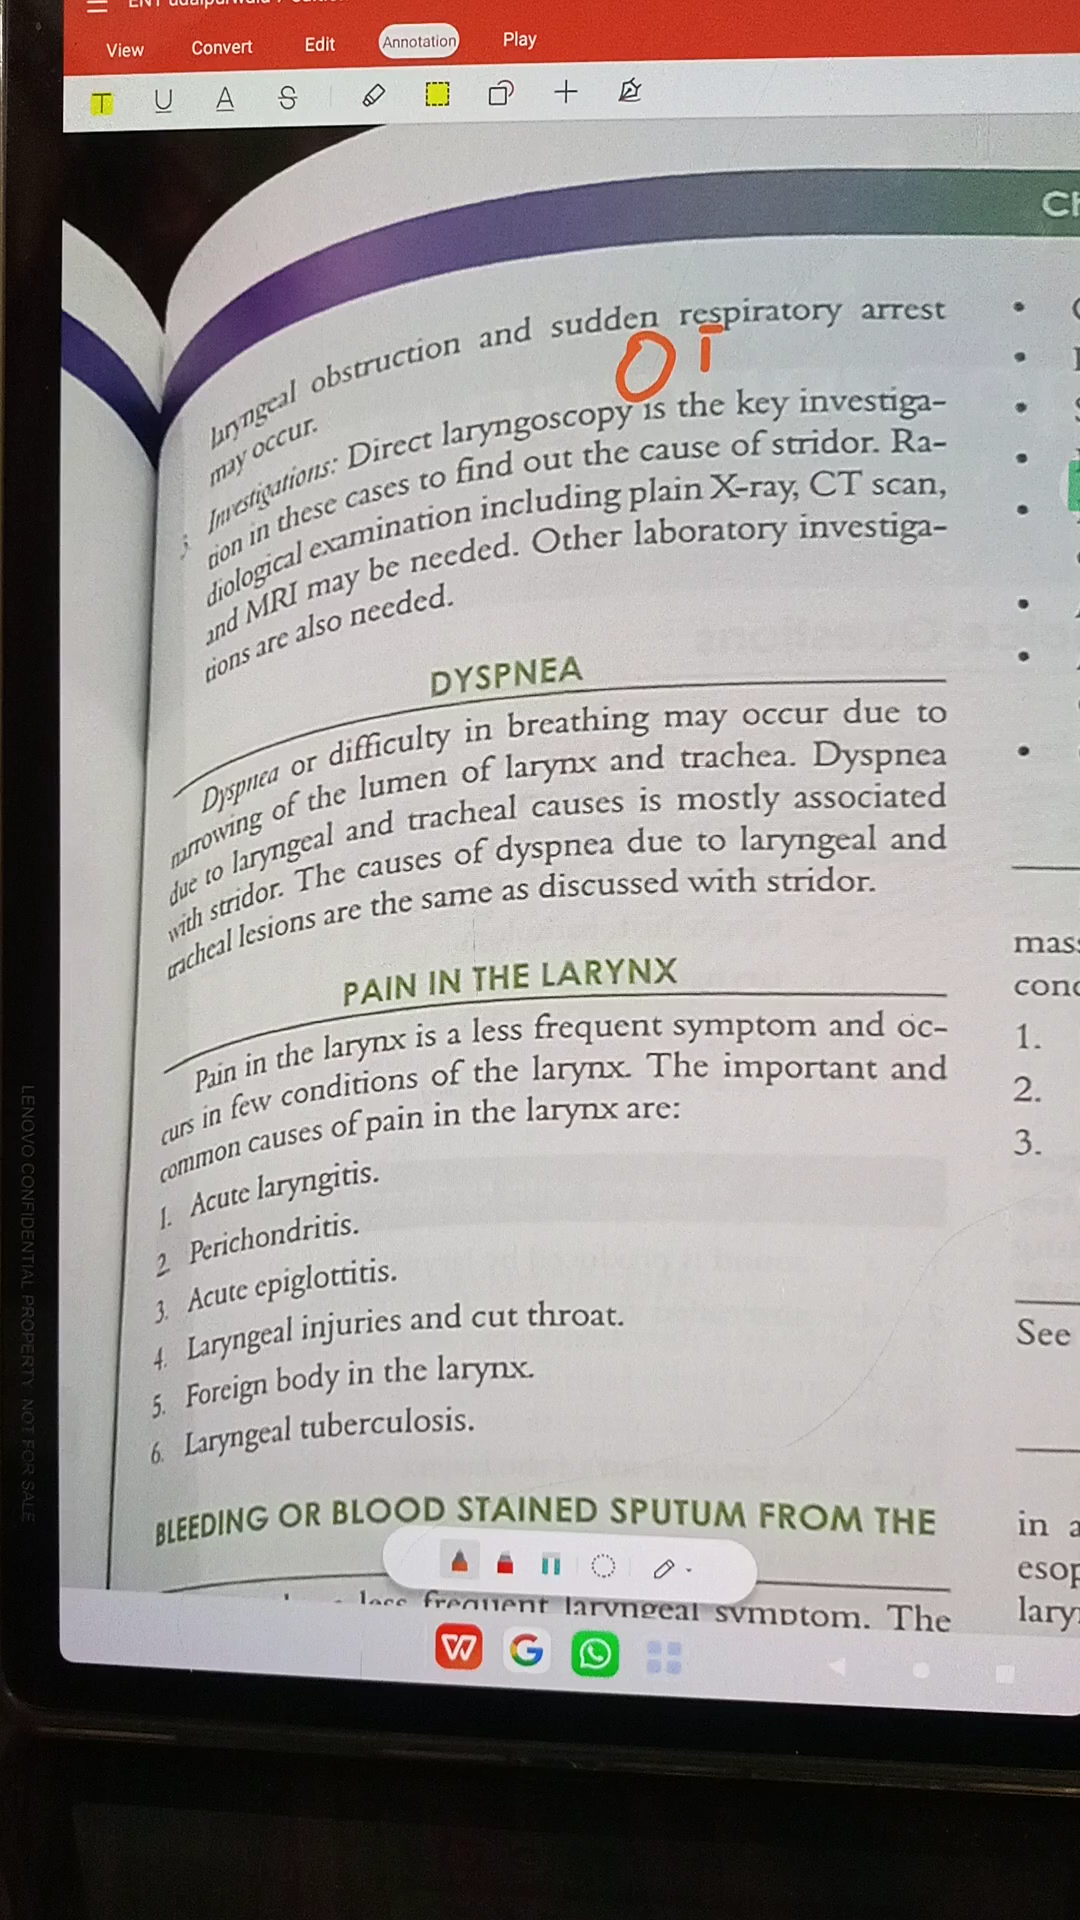 View Convert Edit Annotation Play
T U A S
Ch
laryngeal obstruction and sudden respiratory arrest
may occur.
OT
3. Investigations: Direct laryngoscopy is the key investiga-
tion in these cases to find out the cause of stridor. Ra-
diological examination including plain X-ray, CT scan,
and MRI may be needed. Other laboratory investiga-
tions are also needed.
DYSPNEA
Dyspnea or difficulty in breathing may occur due to
narrowing of the lumen of larynx and trachea. Dyspnea
due to laryngeal and tracheal causes is mostly associated
with stridor. The causes of dyspnea due to laryngeal and
tracheal lesions are the same as discussed with stridor.
PAIN IN THE LARYNX
Pain in the larynx is a less frequent symptom and oc-
curs in few conditions of the larynx. The important and
common causes of pain in the larynx are:
1. Acute laryngitis.
2. Perichondritis.
3. Acute epiglottitis.
4. Laryngeal injuries and cut throat.
5. Foreign body in the larynx.
6. Laryngeal tuberculosis.
BLEEDING OR BLOOD STAINED SPUTUM FROM THE
less frequent laryngeal symptom. The
mass
conc
1.
2.
3.
See
in a
esop
lary
LENOVO CONFIDENTIAL PROPERTY NOT FOR SALE